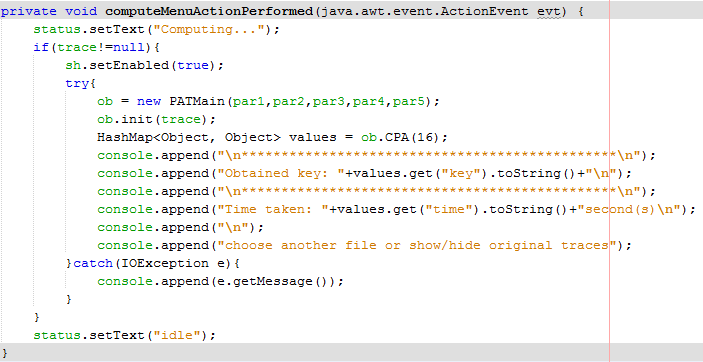 private void computeMenuActionPerformed(java.awt.event.ActionEvent evt) {
status.setText("Computing...");
if(trace!=null){
sh.setEnabled(true);
try{
ob = new PATMain(par1,par2,par3,par4,par5);
ob.init(trace);
HashMap<Object, Object> values = ob.CPA(16);
console.append("\n***********************************************\n");
console.append("Obtained key: "+values.get("key").toString()+"\n");
console.append("\n***********************************************\n");
console.append("Time taken: "+values.get("time").toString()+"second(s)\n");
console.append("\n");
console.append("choose another file or show/hide original traces");
}catch(IOException e){
console.append(e.getMessage());
}
}
status.setText("idle");
}